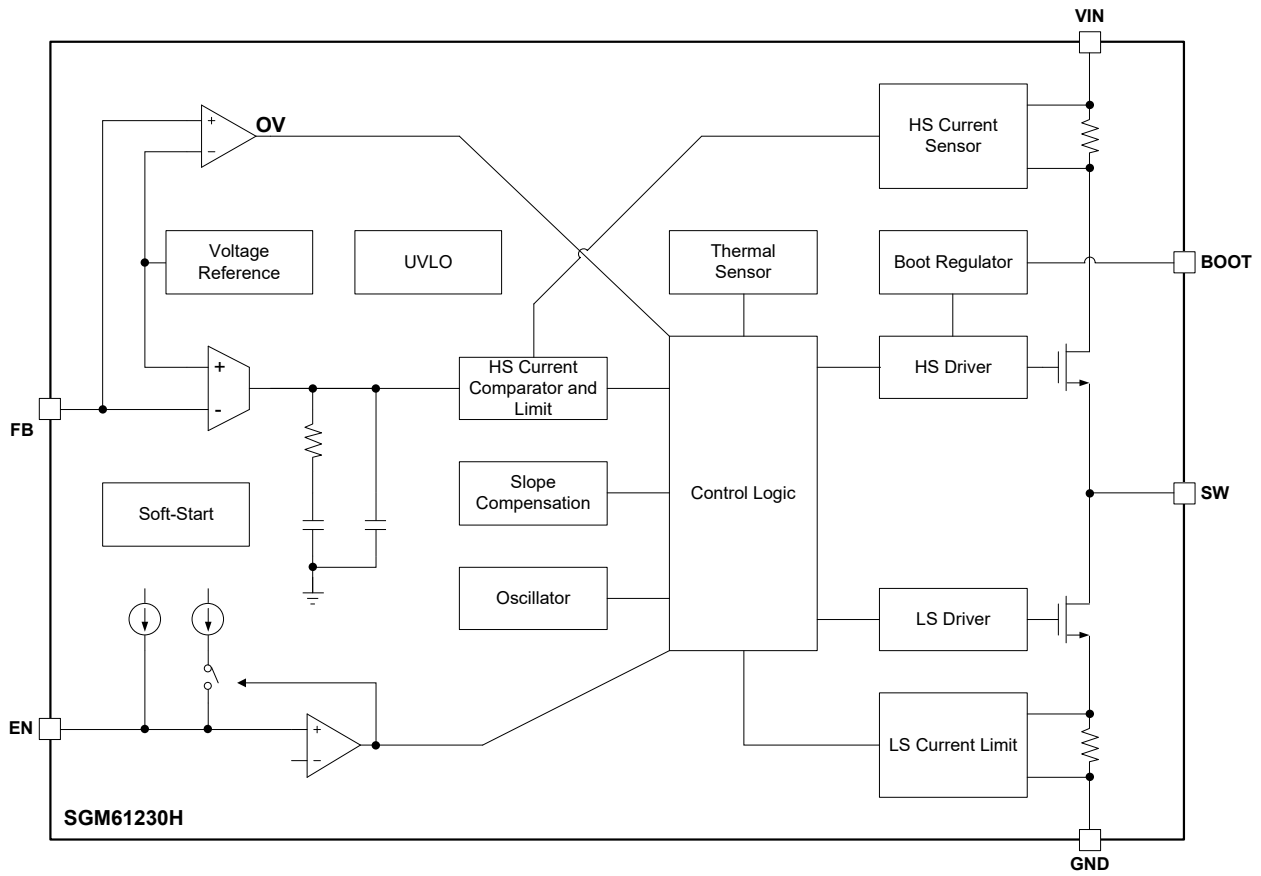 VIN
OV
+
−
HS Current
Sensor
Voltage
Reference
UVLO
Thermal
Sensor
Boot Regulator
BOOT
+
-
HS Current
Comparator and
Limit
HS Driver
FB
Slope
Compensation
Control Logic
SW
Soft-Start
Oscillator
LS Driver
EN
+
−
LS Current Limit
SGM61230H
GND